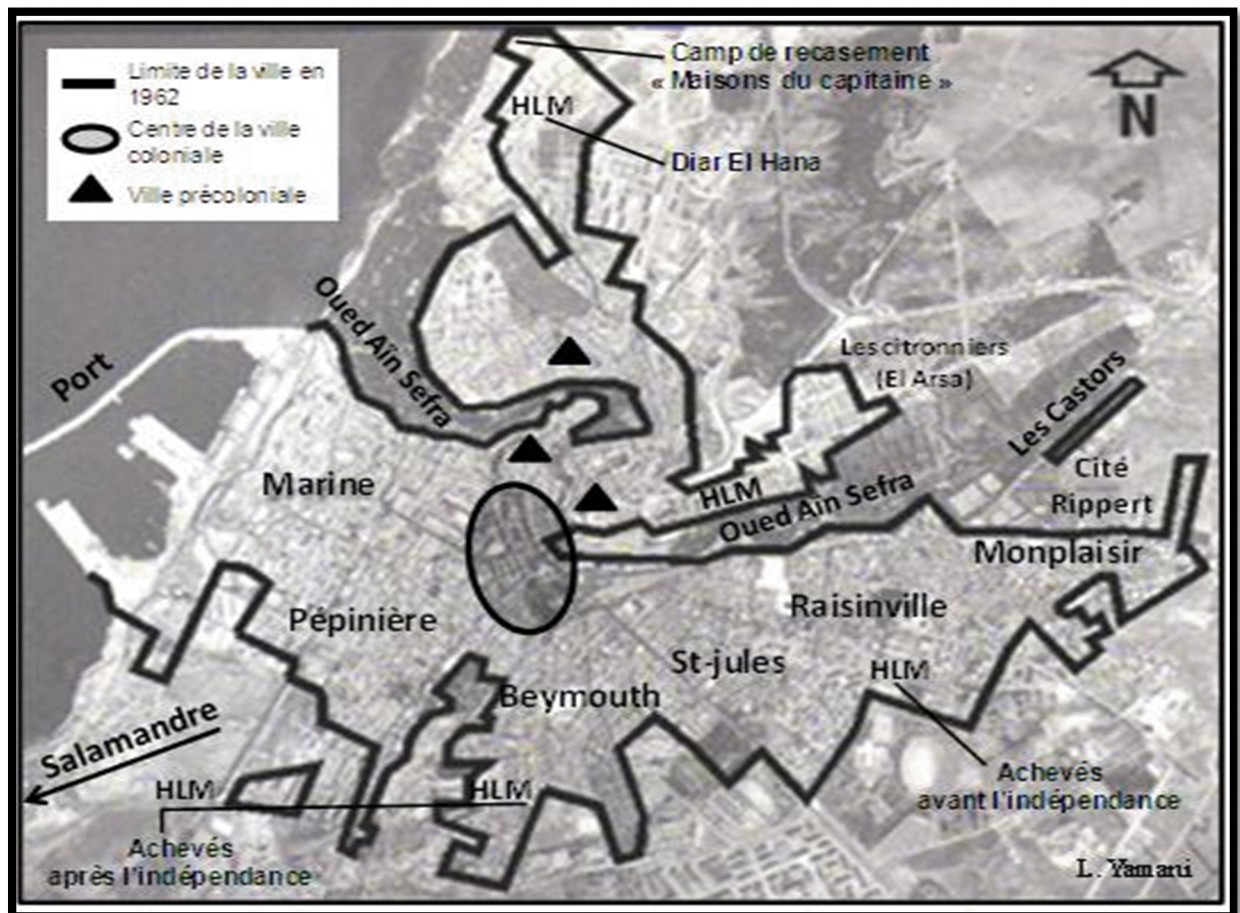 Limite de la ville en
1962
Centre de la ville
coloniale
Ville précoloniale
Camp de recasement
« Maisons du capitaine »
HLM
Diar El Hana
N
Oued Aïn Sefra
Port
Les citronniers
(El Arsa)
Les Castors
Cité
Rippert
Marine
HLM
Oued Aïn Sefra
Monplaisir
Pépinière
Raisinville
St-jules
HLM
Beymouth
Salamandre
HLM
HLM
Achevés
avant l'indépendance
Achevés
après l'indépendance
L. Yamani